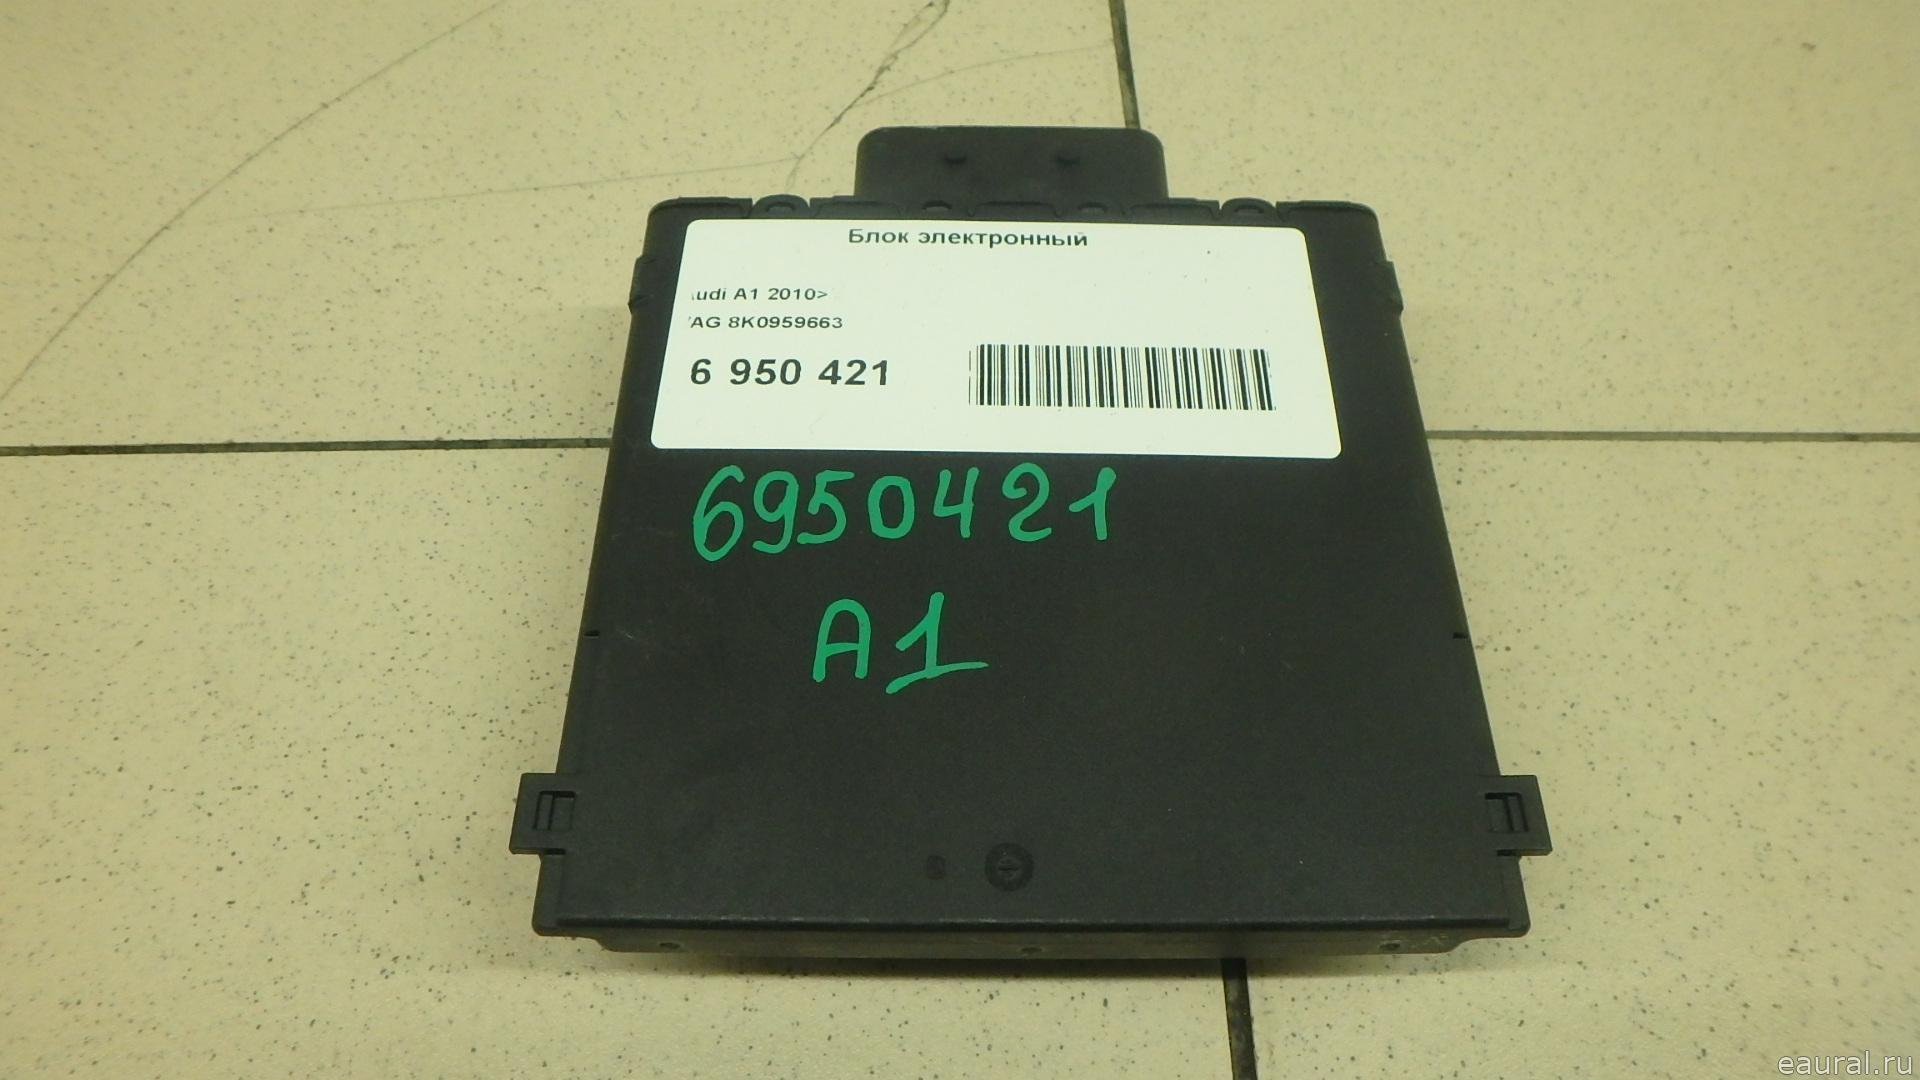 Блок электронный
udi A1 2010>
AG 8K0959663
6 950 421
6950421
A1
eaural.ru